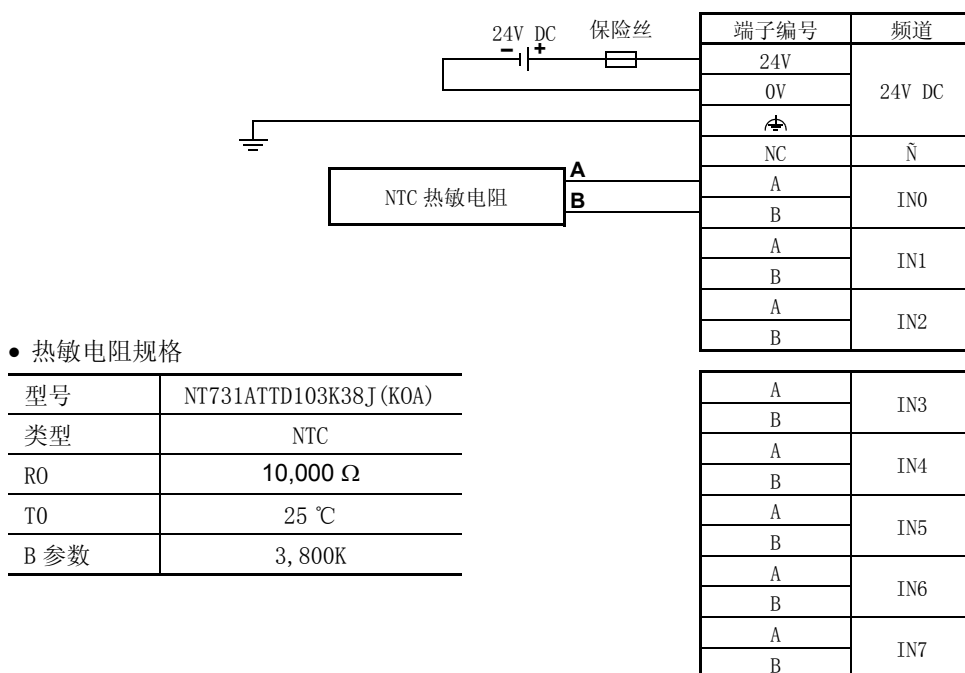 24V DC
保险丝
- +
端子编号 频道
24V
0V
24V DC
NC Ñ
NTC 热敏电阻
A
B
A
B
IN0
A
B
IN1
A
B
IN2
• 热敏电阻规格
型号 NT731ATTD103K38J(KOA)
类型 NTC
R0 10,000 Ω
T0 25 ℃
B 参数 3,800K
A
B
IN3
A
B
IN4
A
B
IN5
A
B
IN6
A
B
IN7